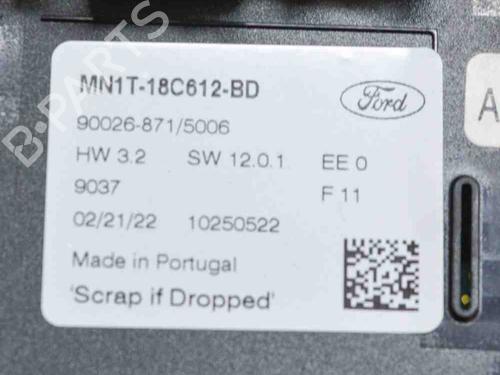 MN1T-18C612-BD
Ford
90026-871/5006
HW 3.2 SW 12.0.1 EE 0
9037 F 11
02/21/22 10250522
Made in Portugal
'Scrap if Dropped'
A
B-PARTS